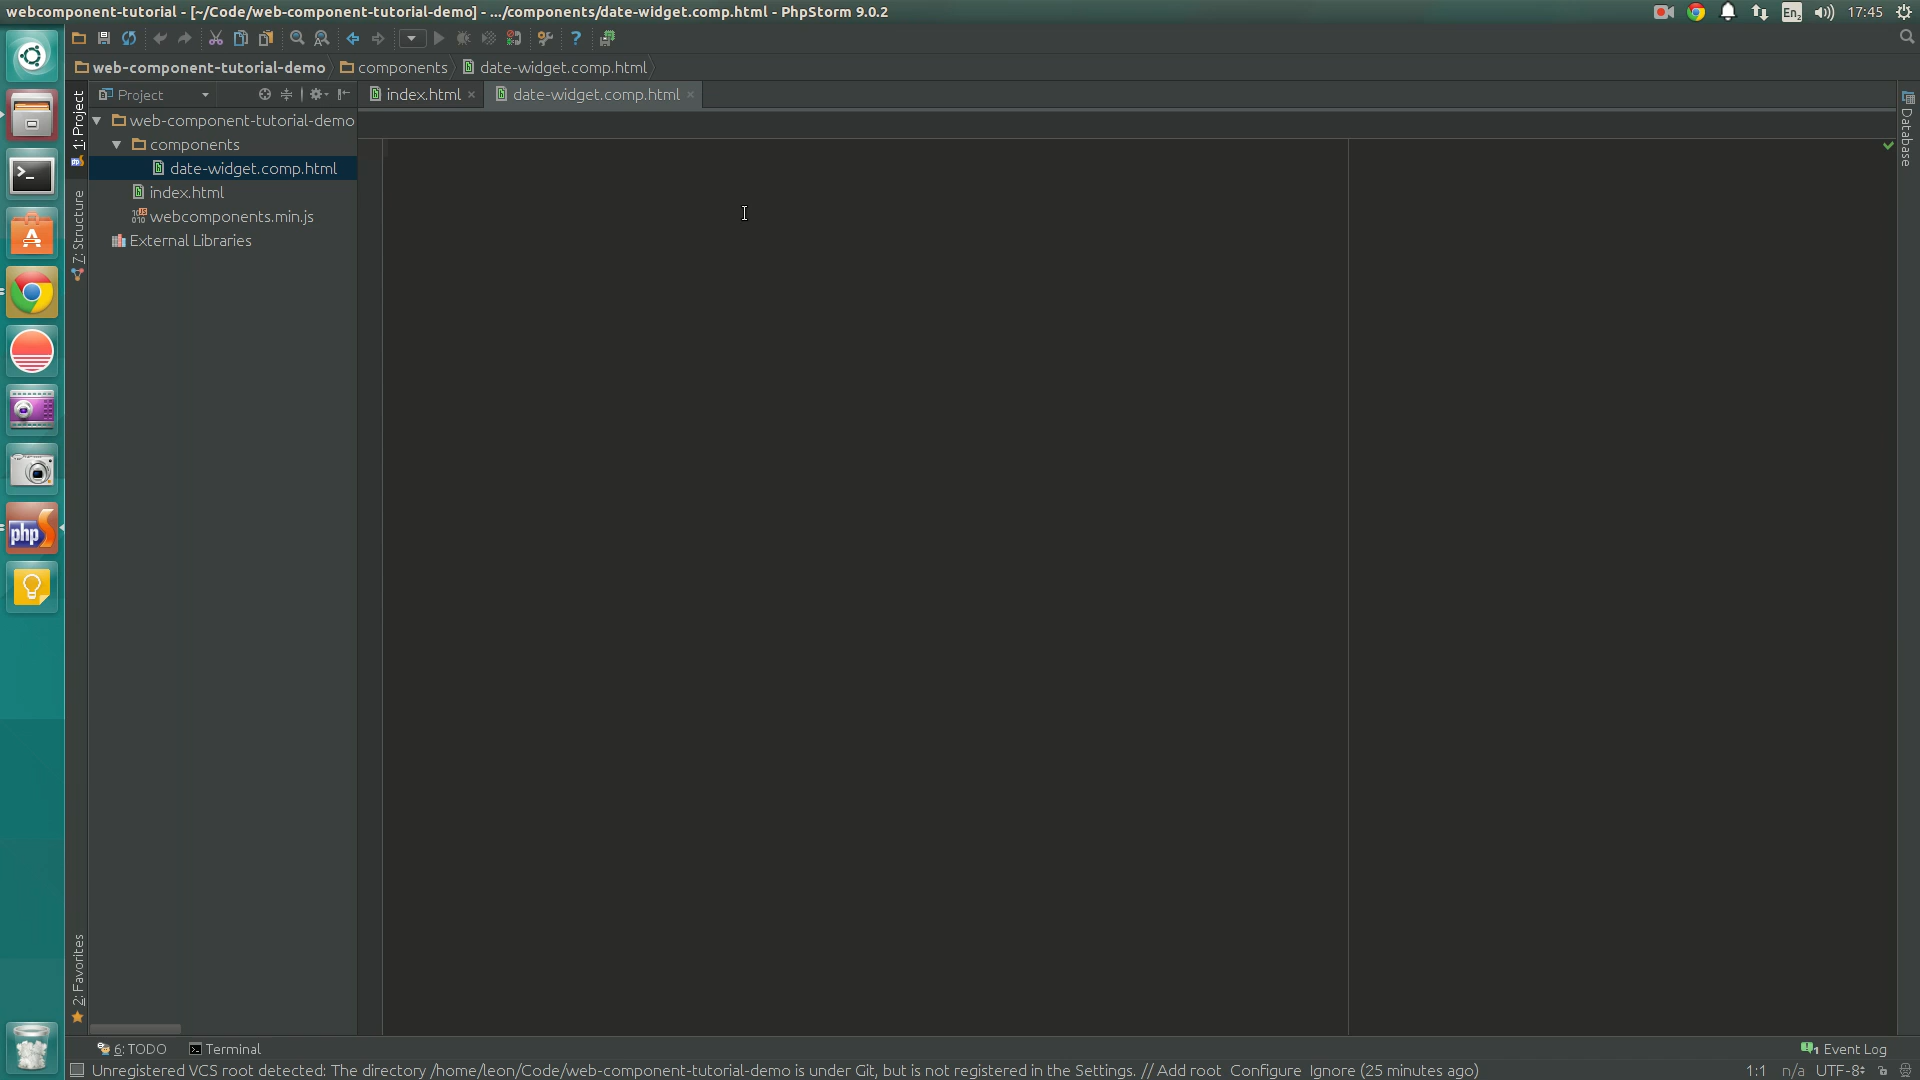 webcomponent-tutorial - [~/Code/web-component-tutorial-demo] - .../components/date-widget.comp.html - PhpStorm 9.0.2
En2 17:45
web-component-tutorial-demo components date-widget.comp.html
Project
index.html
date-widget.comp.html
1: Project
7: Structure
2: Favorites
web-component-tutorial-demo
components
date-widget.comp.html
index.html
webcomponents.min.js
External Libraries
Database
php
6: TODO Terminal
1 Event Log
Unregistered VCS root detected: The directory /home/leon/Code/web-component-tutorial-demo is under Git, but is not registered in the Settings. // Add root Configure Ignore (25 minutes ago)
1:1 n/a UTF-8